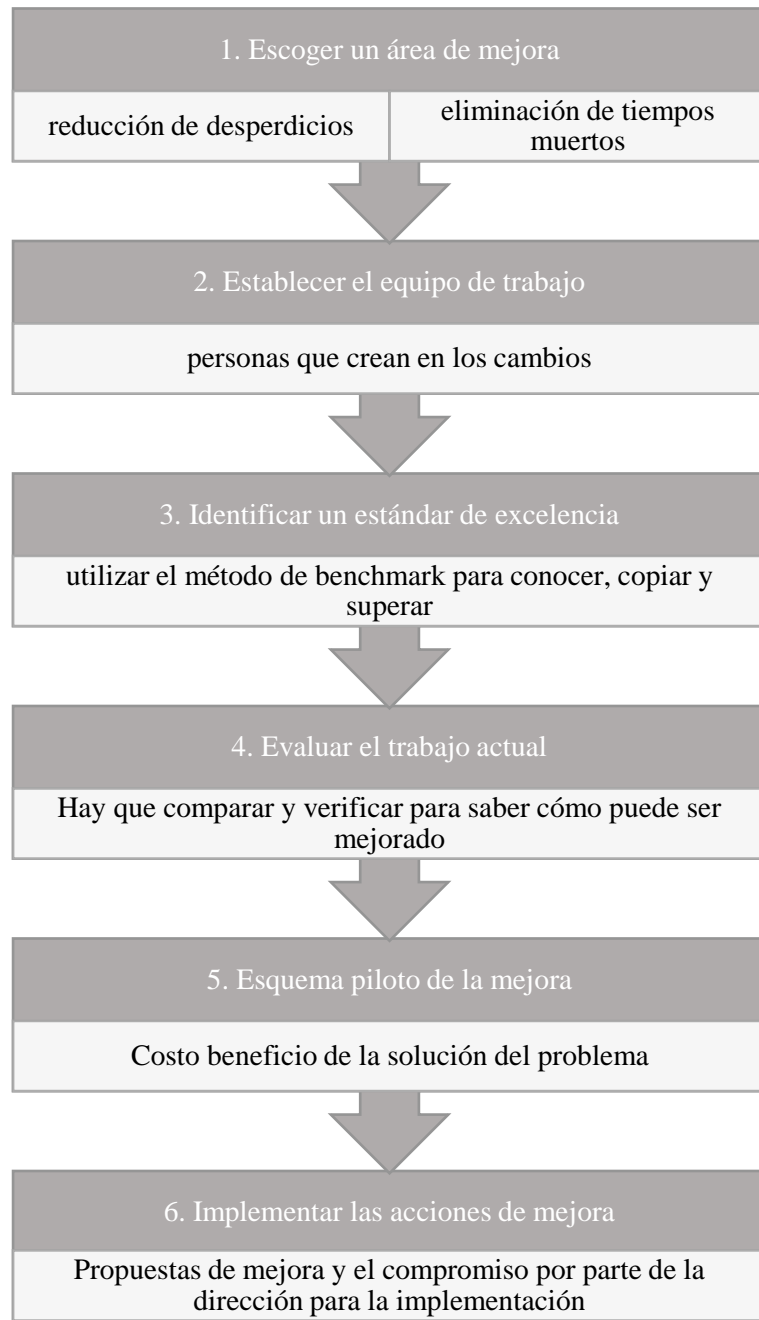 1. Escoger un área de mejora
reducción de desperdicios
eliminación de tiempos
muertos
2. Establecer el equipo de trabajo
personas que crean en los cambios
3. Identificar un estándar de excelencia
utilizar el método de benchmark para conocer, copiar y
superar
4. Evaluar el trabajo actual
Hay que comparar y verificar para saber cómo puede ser
mejorado
5. Esquema piloto de la mejora
Costo beneficio de la solución del problema
6. Implementar las acciones de mejora
Propuestas de mejora y el compromiso por parte de la
dirección para la implementación